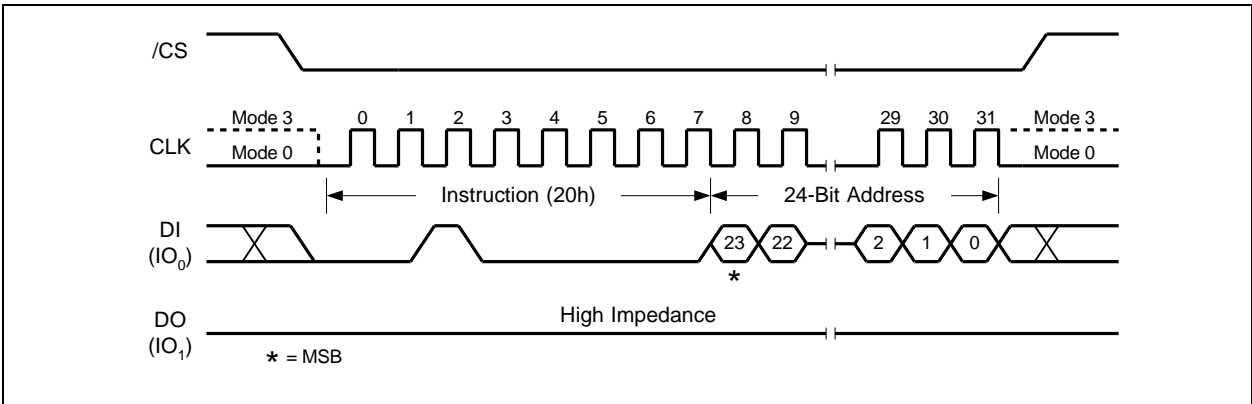 /CS
Mode 3 0 1 2 3 4 5 6 7 8 9 29 30 31 Mode 3
CLK
Mode 0 Mode 0
Instruction (20h) 24-Bit Address
DI
(IO₀) 23 22 2 1 0
*
High Impedance
DO
(IO₁)
* = MSB